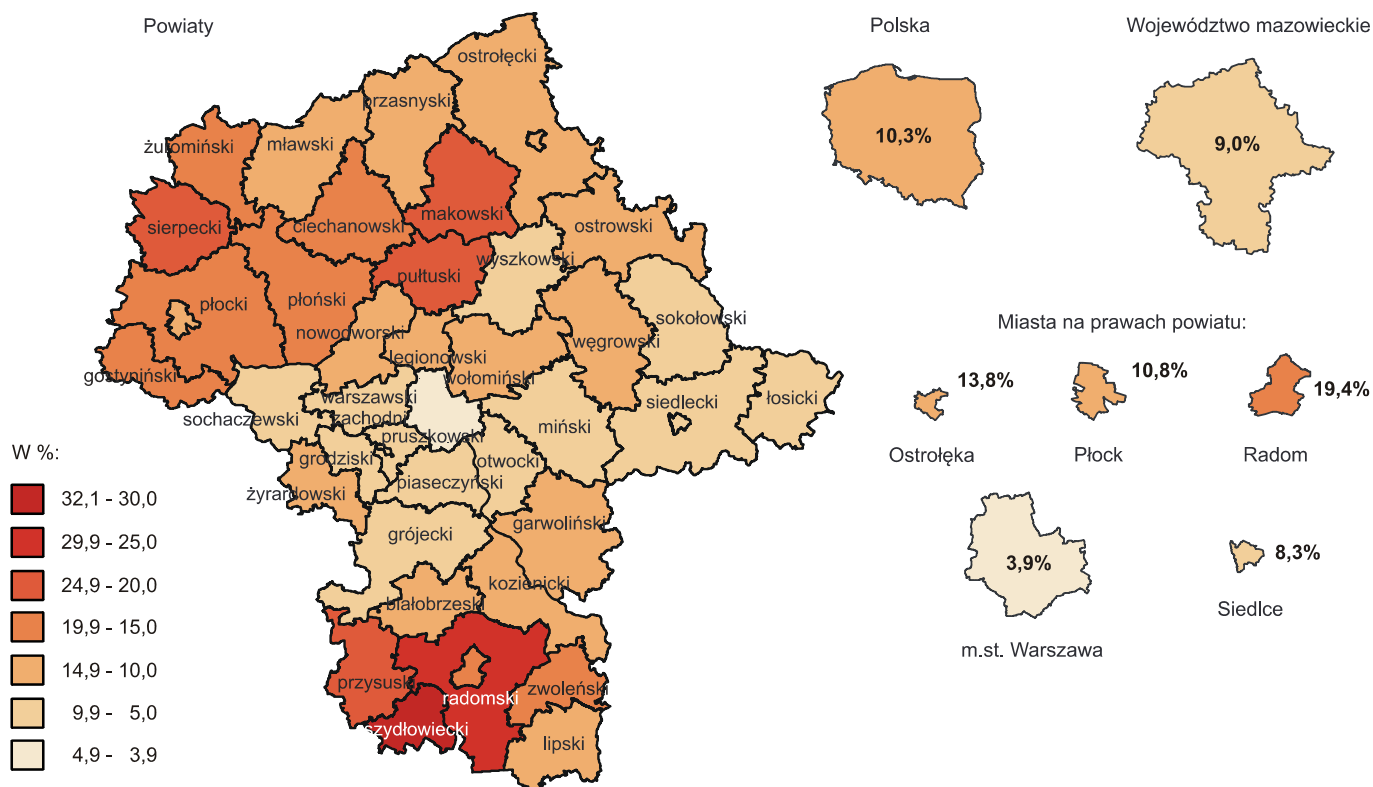 Powiaty
Polska
Województwo mazowieckie
ostrołęcki
przasnyski
mławski
żuromiński
10,3%
9,0%
makowski
sierpecki
ciechanowski
ostrowski
wyszkowski
pułtuski
płocki
płoński
sokołowski
nowodworski
węgrowski
legionowski
wołomiński
gostyniński
warszawski
zachodni
sochaczewski
siedlecki
łosicki
miński
pruszkowski
grodziski
otwocki
piaseczyński
żyrardowski
garwoliński
grójecki
kozienicki
białobrzeski
przysuski
radomski
zwoleński
szydłowiecki
lipski
Miasta na prawach powiatu:
13,8%
10,8%
19,4%
Ostrołęka
Płock
Radom
3,9%
8,3%
Siedlce
m.st. Warszawa
W %:
32,1 - 30,0
29,9 - 25,0
24,9 - 20,0
19,9 - 15,0
14,9 - 10,0
9,9 - 5,0
4,9 - 3,9